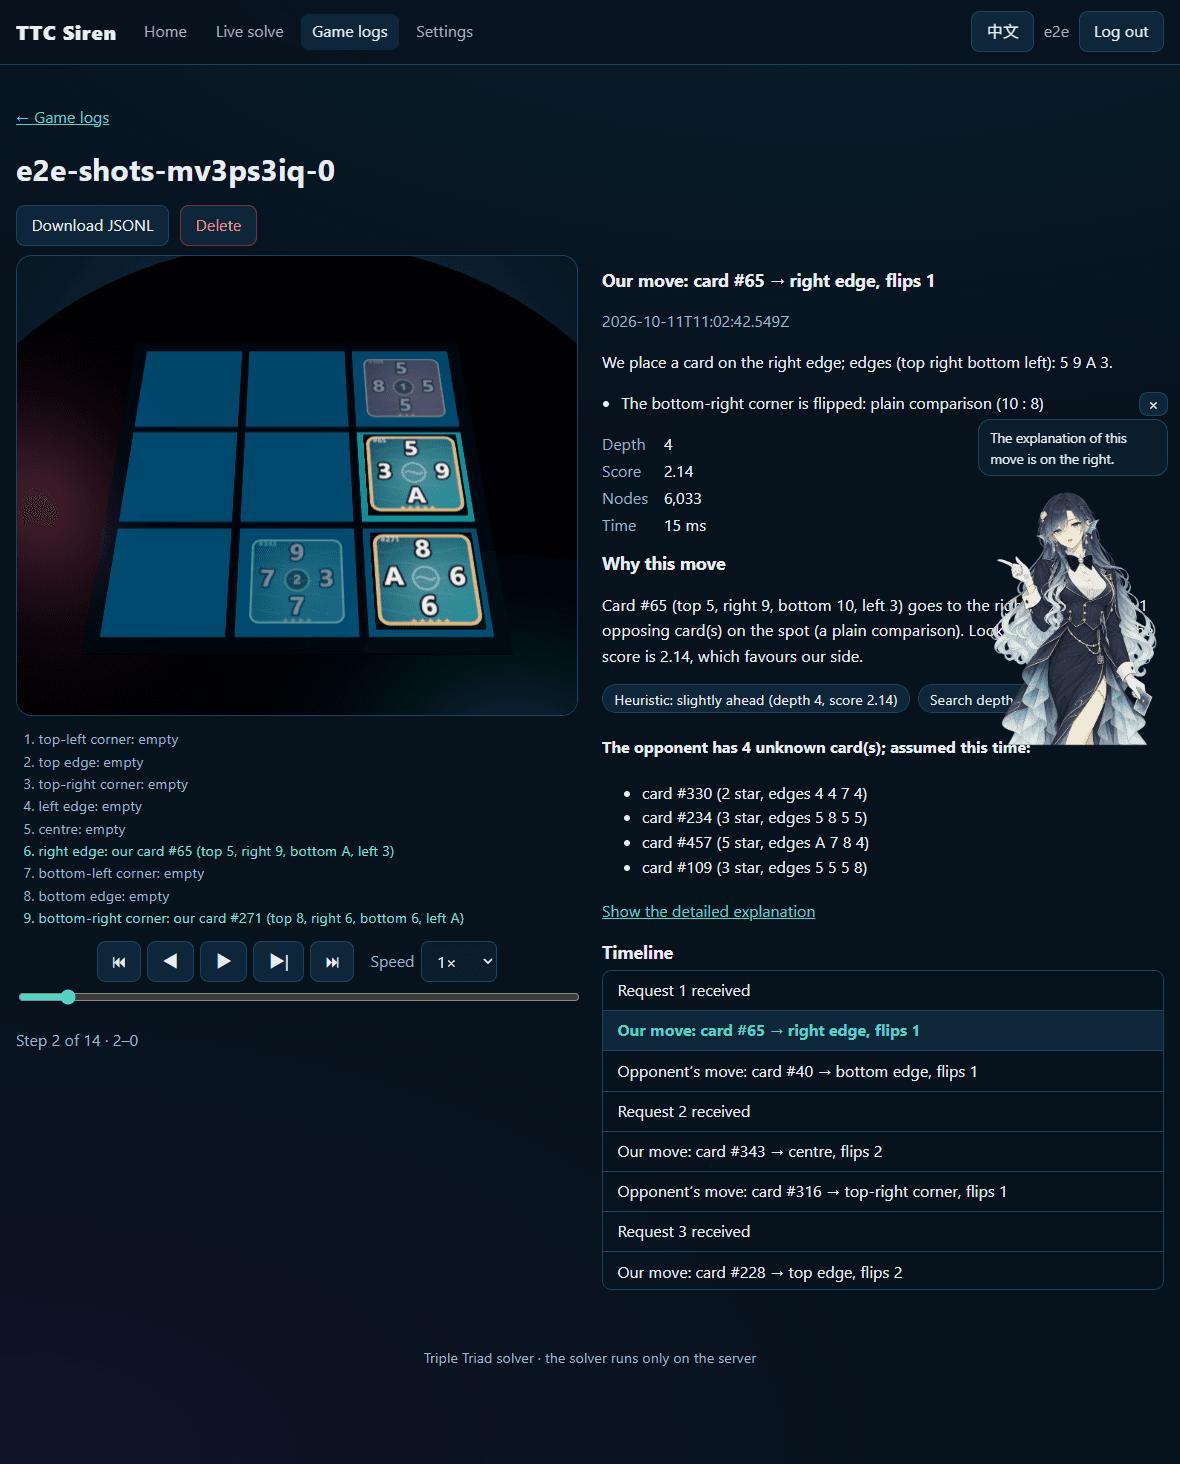 TTC Siren Home Live solve Game logs Settings 中文 e2e Log out
← Game logs
e2e-shots-mv3ps3iq-0
Download JSONL Delete
5
8 1 5
5
#65
5
3 9
A
9
7 2 3
7
#271
8
A 6
6
1. top-left corner: empty
2. top edge: empty
3. top-right corner: empty
4. left edge: empty
5. centre: empty
6. right edge: our card #65 (top 5, right 9, bottom A, left 3)
7. bottom-left corner: empty
8. bottom edge: empty
9. bottom-right corner: our card #271 (top 8, right 6, bottom 6, left A)
Speed 1×
Step 2 of 14 · 2–0
Our move: card #65 → right edge, flips 1
2026-10-11T11:02:42.549Z
We place a card on the right edge; edges (top right bottom left): 5 9 A 3.
• The bottom-right corner is flipped: plain comparison (10 : 8)
×
The explanation of this
move is on the right.
Depth 4
Score 2.14
Nodes 6,033
Time 15 ms
Why this move
Card #65 (top 5, right 9, bottom 10, left 3) goes to the 1
opposing card(s) on the spot (a plain comparison).
score is 2.14, which favours our side.
Heuristic: slightly ahead (depth 4, score 2.14) Search depth
The opponent has 4 unknown card(s); assumed this time:
• card #330 (2 star, edges 4 4 7 4)
• card #234 (3 star, edges 5 8 5 5)
• card #457 (5 star, edges A 7 8 4)
• card #109 (3 star, edges 5 5 5 8)
Show the detailed explanation
Timeline
Request 1 received
Our move: card #65 → right edge, flips 1
Opponent’s move: card #40 → bottom edge, flips 1
Request 2 received
Our move: card #343 → centre, flips 2
Opponent’s move: card #316 → top-right corner, flips 1
Request 3 received
Our move: card #228 → top edge, flips 2
Triple Triad solver · the solver runs only on the server